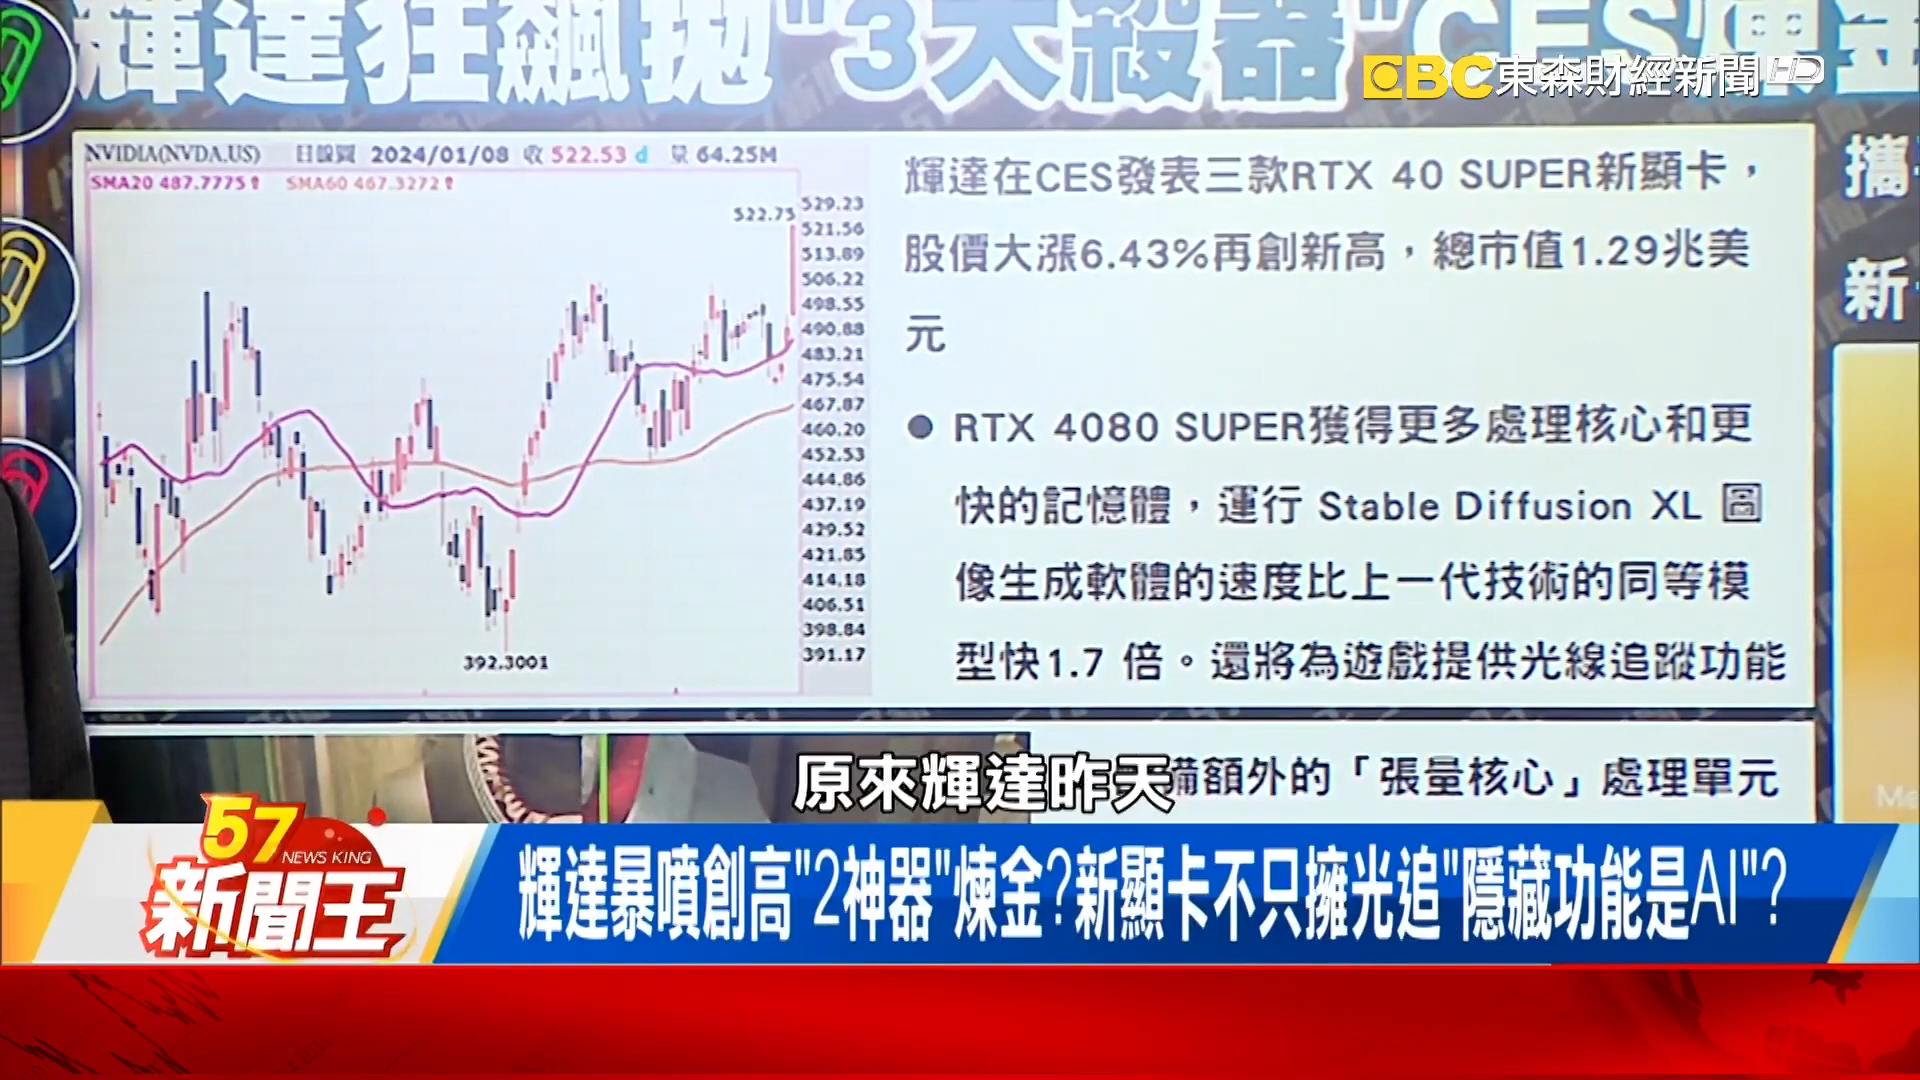 輝達狂飆拋"3大殺器"CES煉金
EBC 東森財經新聞 HD
NVIDIA(NVDA.US) 日線圖 2024/01/08 收 522.53 d 量 64.25M
SMA20 487.7775 SMA60 467.3272
522.75
529.23
521.56
513.89
506.22
498.55
490.88
483.21
475.54
467.87
460.20
452.53
444.86
437.19
429.52
421.85
414.18
406.51
398.84
391.17
392.3001
輝達在CES發表三款RTX 40 SUPER新顯卡，
股價大漲6.43%再創新高，總市值1.29兆美
元
● RTX 4080 SUPER獲得更多處理核心和更
快的記憶體，運行 Stable Diffusion XL 圖
像生成軟體的速度比上一代技術的同等模
型快1.7 倍。還將為遊戲提供光線追蹤功能
攜
新
備額外的「張量核心」處理單元
原來輝達昨天
57
NEWS KING
新聞王
輝達暴噴創高"2神器"煉金?新顯卡不只擁光追"隱藏功能是AI"?